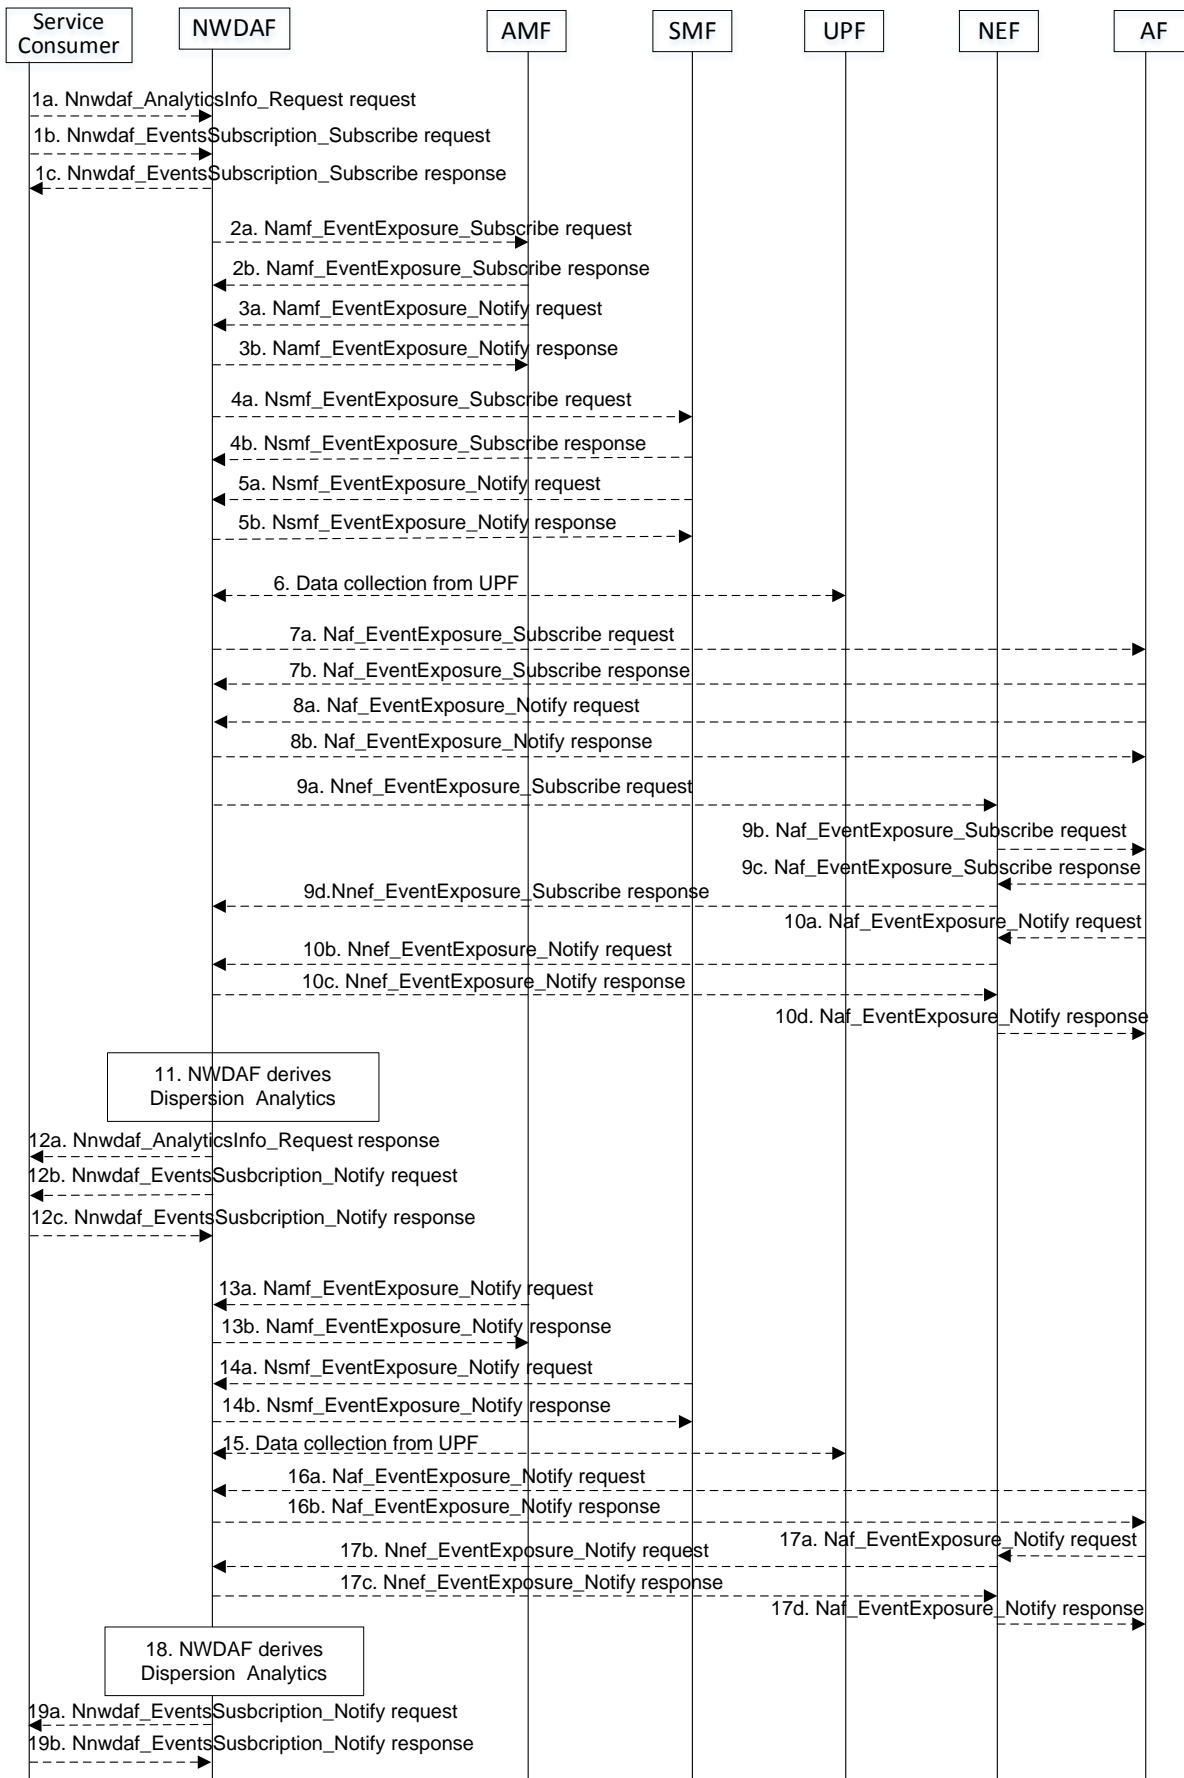 Service
Consumer
NWDAF
AMF
SMF
UPF
NEF
AF
1a. Nnwdaf_AnalyticsInfo_Request request
1b. Nnwdaf_EventsSubscription_Subscribe request
1c. Nnwdaf_EventsSubscription_Subscribe response
2a. Namf_EventExposure_Subscribe request
2b. Namf_EventExposure_Subscribe response
3a. Namf_EventExposure_Notify request
3b. Namf_EventExposure_Notify response
4a. Nsmf_EventExposure_Subscribe request
4b. Nsmf_EventExposure_Subscribe response
5a. Nsmf_EventExposure_Notify request
5b. Nsmf_EventExposure_Notify response
6. Data collection from UPF
7a. Naf_EventExposure_Subscribe request
7b. Naf_EventExposure_Subscribe response
8a. Naf_EventExposure_Notify request
8b. Naf_EventExposure_Notify response
9a. Nnef_EventExposure_Subscribe request
9b. Naf_EventExposure_Subscribe request
9c. Naf_EventExposure_Subscribe response
9d.Nnef_EventExposure_Subscribe response
10a. Naf_EventExposure_Notify request
10b. Nnef_EventExposure_Notify request
10c. Nnef_EventExposure_Notify response
10d. Naf_EventExposure_Notify response
11. NWDAF derives
Dispersion Analytics
12a. Nnwdaf_AnalyticsInfo_Request response
12b. Nnwdaf_EventsSusbcription_Notify request
12c. Nnwdaf_EventsSusbcription_Notify response
13a. Namf_EventExposure_Notify request
13b. Namf_EventExposure_Notify response
14a. Nsmf_EventExposure_Notify request
14b. Nsmf_EventExposure_Notify response
15. Data collection from UPF
16a. Naf_EventExposure_Notify request
16b. Naf_EventExposure_Notify response
17a. Naf_EventExposure_Notify request
17b. Nnef_EventExposure_Notify request
17c. Nnef_EventExposure_Notify response
17d. Naf_EventExposure_Notify response
18. NWDAF derives
Dispersion Analytics
19a. Nnwdaf_EventsSusbcription_Notify request
19b. Nnwdaf_EventsSusbcription_Notify response